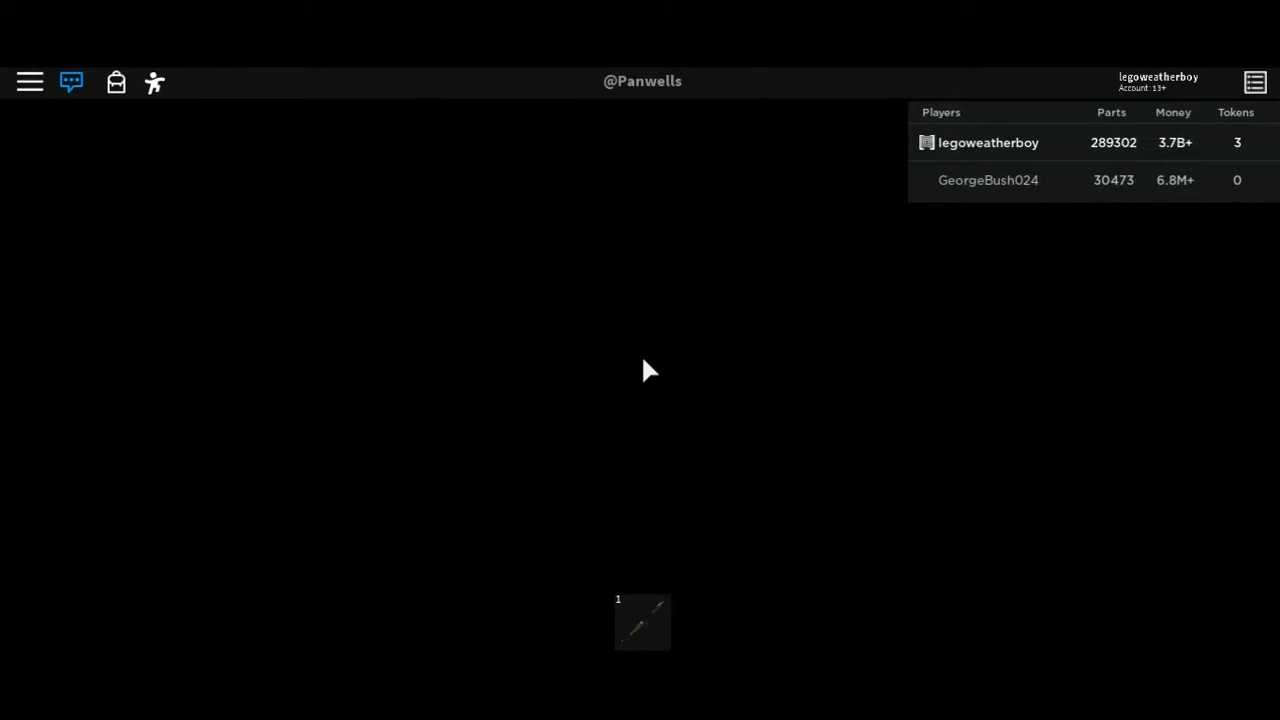 @Panwells
legoweatherboy
Account: 13+
Players Parts Money Tokens
legoweatherboy 289302 3.7B+ 3
GeorgeBush024 30473 6.8M+ 0
1